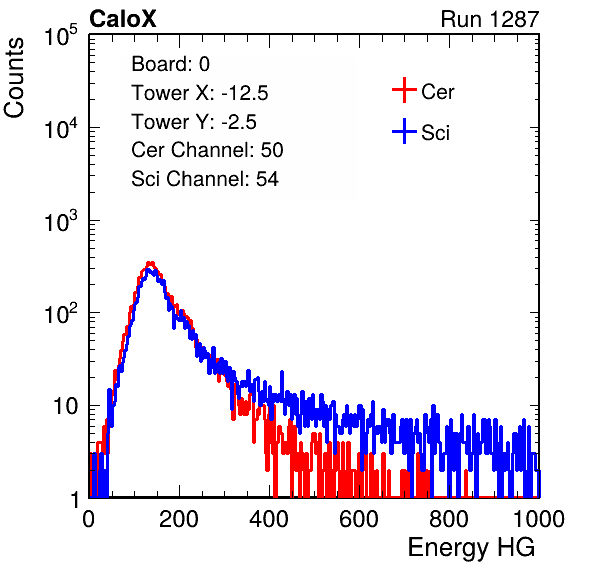 CaloX Run 1287
Counts
Board: 0
Tower X: -12.5
Tower Y: -2.5
Cer Channel: 50
Sci Channel: 54
Cer
Sci
10^5
10^4
10^3
10^2
10
1
0 200 400 600 800 1000
Energy HG